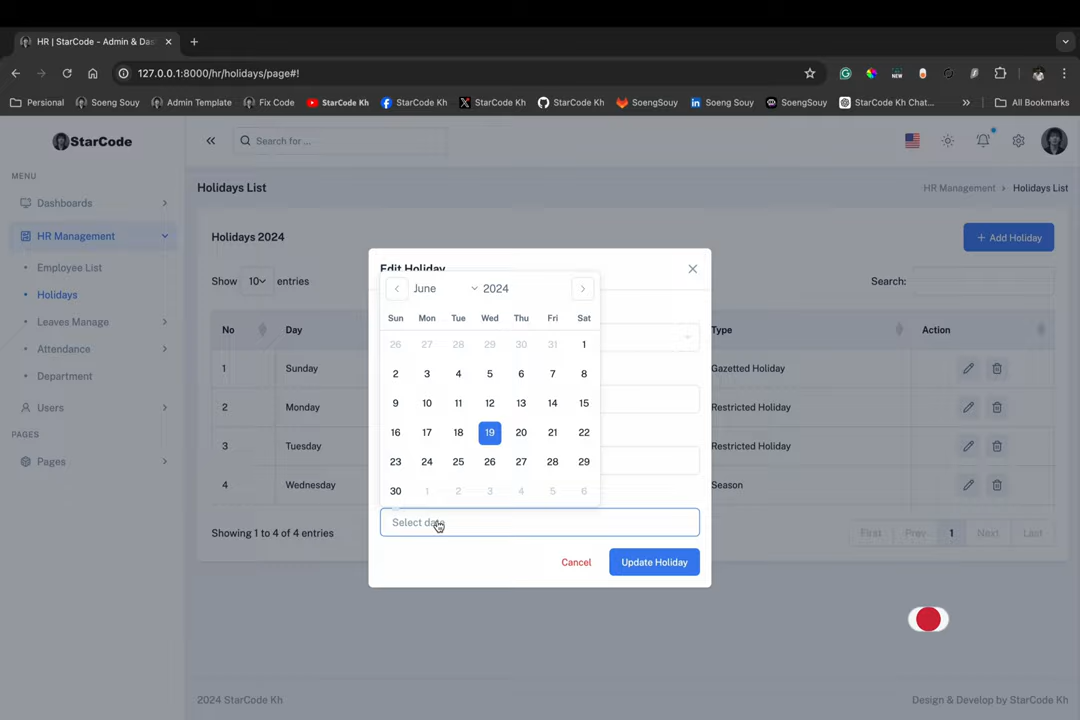 HR | StarCode - Admin & Das
127.0.0.1:8000/hr/holidays/page#!
NEW
Personal
Soeng Souy
Admin Template
Fix Code
StarCode Kh
StarCode Kh
StarCode Kh
StarCode Kh
SoengSouy
Soeng Souy
SoengSouy
StarCode Kh Chat...
All Bookmarks
StarCode
Search for ...
MENU
Dashboards
HR Management
Employee List
Holidays
Leaves Manage
Attendance
Department
Users
PAGES
Pages
Holidays List
HR Management
Holidays List
Holidays 2024
+ Add Holiday
Show 10 entries
Search:
No Day Type Action
1 Sunday Gazetted Holiday
2 Monday Restricted Holiday
3 Tuesday Restricted Holiday
4 Wednesday Season
Showing 1 to 4 of 4 entries
First Prev 1 Next Last
Edit Holiday
June 2024
Sun Mon Tue Wed Thu Fri Sat
26 27 28 29 30 31 1
2 3 4 5 6 7 8
9 10 11 12 13 14 15
16 17 18 19 20 21 22
23 24 25 26 27 28 29
30 1 2 3 4 5 6
Select date
Cancel
Update Holiday
2024 StarCode Kh
Design & Develop by StarCode Kh